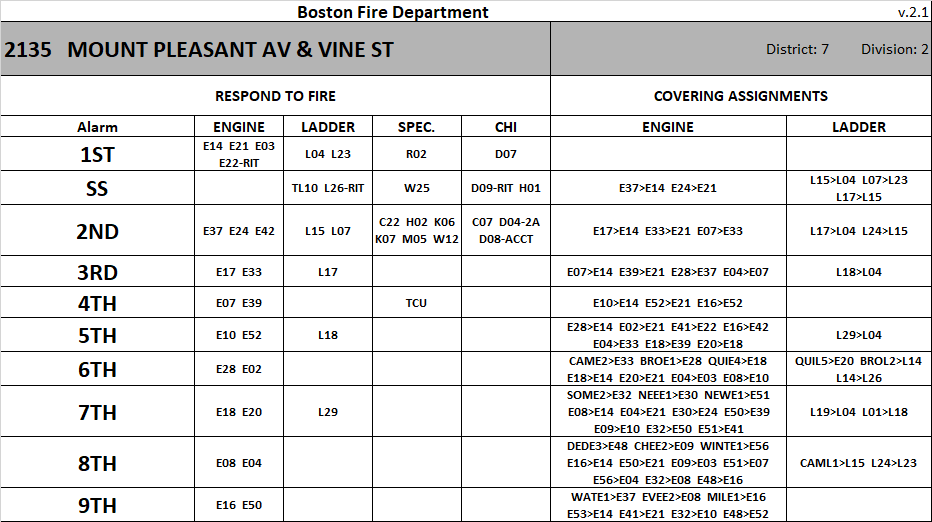 Boston Fire Department v.2.1
2135 MOUNT PLEASANT AV & VINE ST District: 7 Division: 2
RESPOND TO FIRE COVERING ASSIGNMENTS
Alarm ENGINE LADDER SPEC. CHI ENGINE LADDER
1ST
E14 E21 E03
E22-RIT
L04 L23
R02
D07
SS
TL10 L26-RIT
W25
D09-RIT H01
E37>E14 E24>E21
L15>L04 L07>L23
L17>L15
2ND
E37 E24 E42
L15 L07
C22 H02 K06
K07 M05 W12
C07 D04-2A
D08-ACCT
E17>E14 E33>E21 E07>E33
L17>L04 L24>L15
3RD
E17 E33
L17
E07>E14 E39>E21 E28>E37 E04>E07
L18>L04
4TH
E07 E39
TCU
E10>E14 E52>E21 E16>E52
5TH
E10 E52
L18
E28>E14 E02>E21 E41>E22 E16>E42
E04>E33 E18>E39 E20>E18
L29>L04
6TH
E28 E02
CAME2>E33 BROE1>E28 QUIE4>E18
E18>E14 E20>E21 E04>E03 E08>E10
QUIL5>E20 BROL2>L14
L14>L26
7TH
E18 E20
L29
SOME2>E32 NEEE1>E30 NEWE1>E51
E08>E14 E04>E21 E30>E24 E50>E39
E09>E10 E32>E50 E51>E41
L19>L04 L01>L18
8TH
E08 E04
DEDE3>E48 CHEE2>E09 WINTE1>E56
E16>E14 E50>E21 E09>E03 E51>E07
E56>E04 E32>E08 E48>E16
CAML1>L15 L24>L23
9TH
E16 E50
WATE1>E37 EVEE2>E08 MILE1>E16
E53>E14 E41>E21 E32>E10 E48>E52